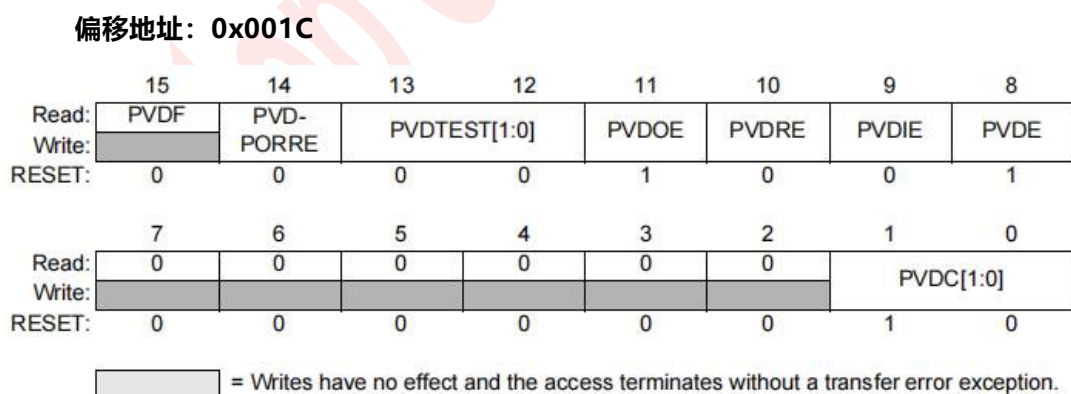 偏移地址：0x001C
15 14 13 12 11 10 9 8
Read: PVDF PVD-PORRE PVDTEST[1:0] PVDOE PVDRE PVDIE PVDE
Write:
RESET: 0 0 0 0 1 0 0 1
7 6 5 4 3 2 1 0
Read: 0 0 0 0 0 0 PVDC[1:0]
Write:
RESET: 0 0 0 0 0 0 1 0
= Writes have no effect and the access terminates without a transfer error exception.